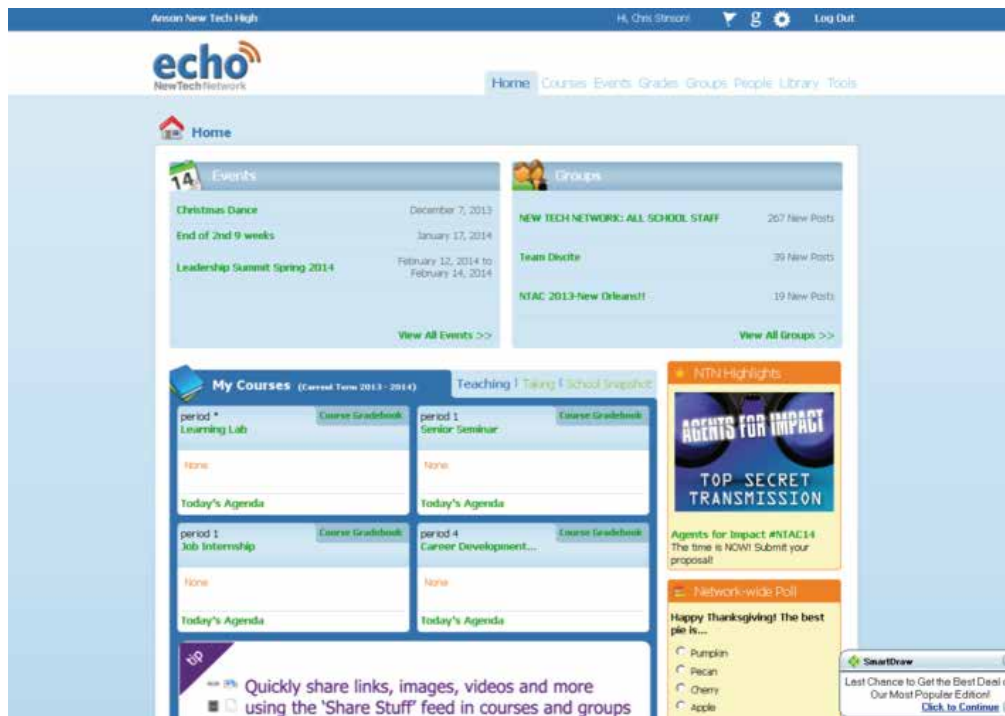 Anson New Tech High
Hi, Chris Stinson!
g
Log Out
echo
NewTechNetwork
Home Courses Events Grades Groups People Library Tools
Home
14
Events
Christmas Dance December 7, 2013
End of 2nd 9 weeks January 17, 2014
Leadership Summit Spring 2014 February 12, 2014 to
February 14, 2014
View All Events >>
Groups
NEW TECH NETWORK: ALL SCHOOL STAFF 267 New Posts
Team Discite 39 New Posts
NTAC 2013-New Orleans!! 19 New Posts
View All Groups >>
My Courses (Current Term 2013 - 2014)
Teaching | Taking | School Snapshot
period *
Course Gradebook
Learning Lab
None
Today's Agenda
period 1
Course Gradebook
Senior Seminar
None
Today's Agenda
period 1
Course Gradebook
Job Internship
None
Today's Agenda
period 4
Course Gradebook
Career Development...
None
Today's Agenda
tip
Quickly share links, images, videos and more
using the 'Share Stuff' feed in courses and groups
NTN Highlights
AGENTS FOR IMPACT
TOP SECRET
TRANSMISSION
Agents for Impact #NTAC14
The time is NOW! Submit your
proposal!
Network-wide Poll
Happy Thanksgiving! The best
pie is...
Pumpkin
Pecan
Cherry
Apple
SmartDraw
Last Chance to Get the Best Deal
Our Most Popular Edition!
Click to Continue